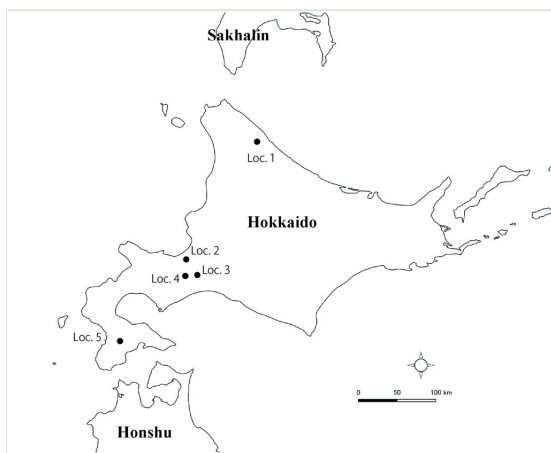 Sakhalin
Loc. 1
Hokkaido
Loc. 2
Loc. 4
Loc. 3
Loc. 5
Honshu
0 50 100 km